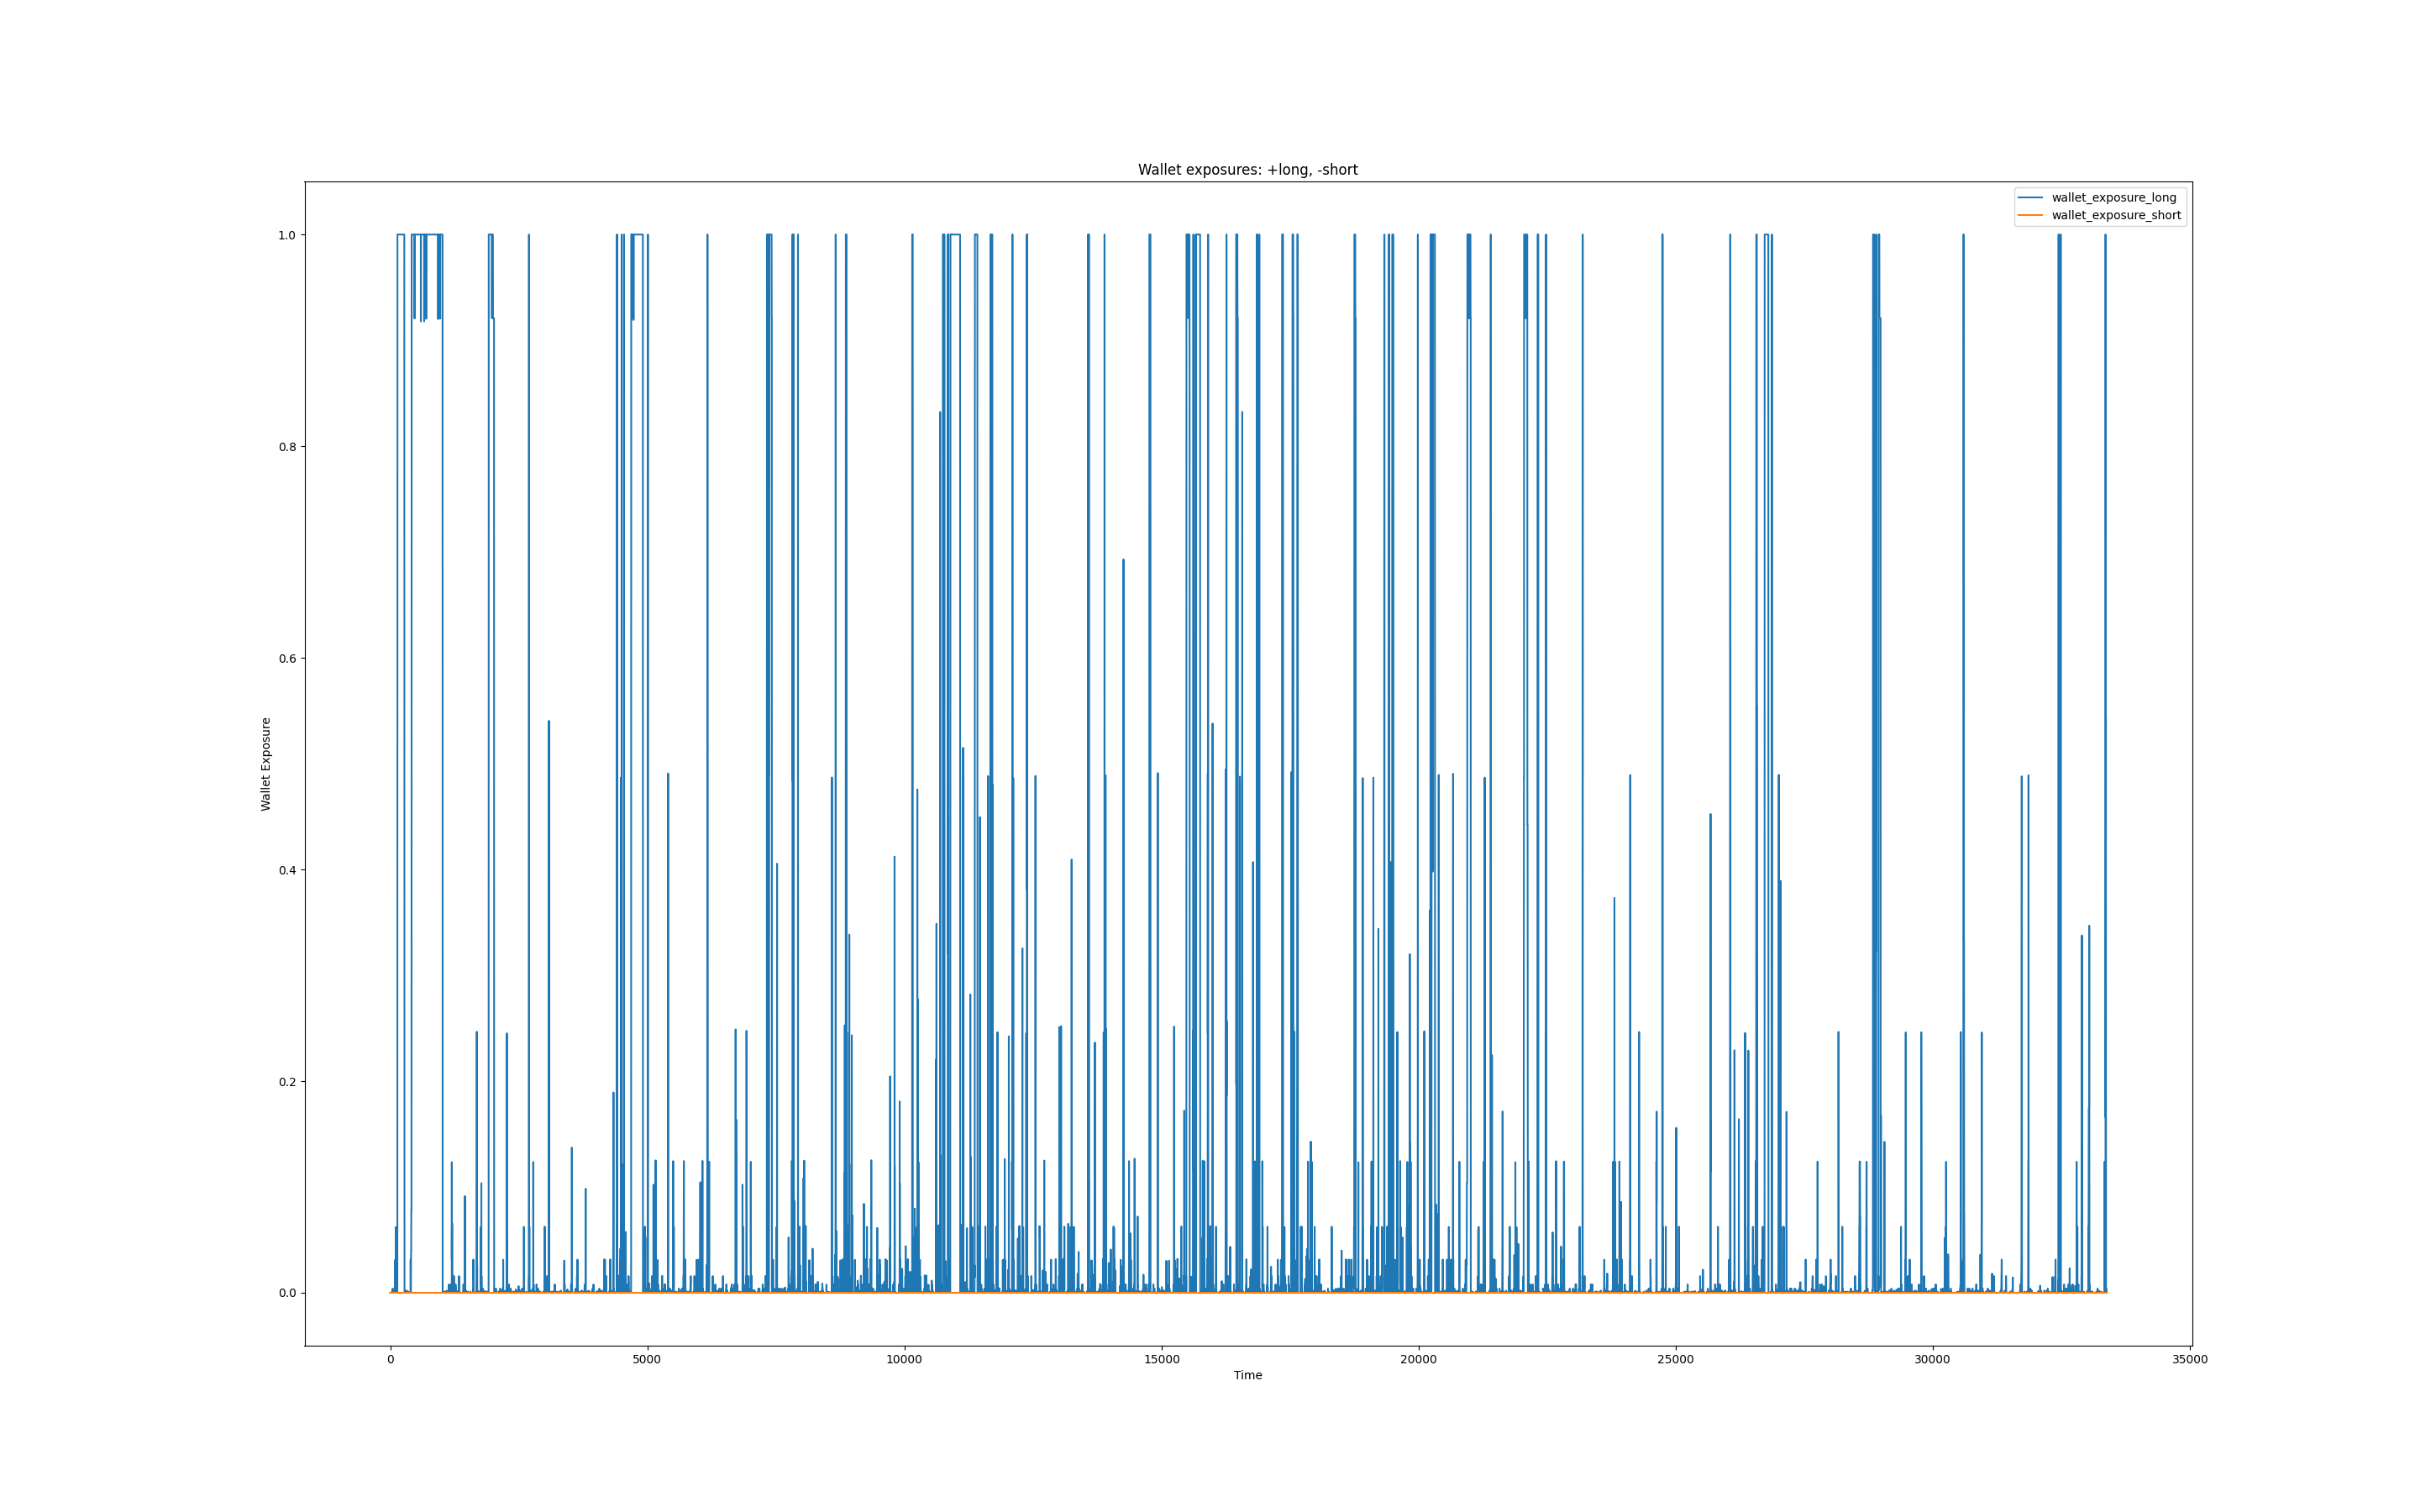 Wallet exposures: +long, -short
wallet_exposure_long
wallet_exposure_short
1.0
0.8
0.6
0.4
0.2
0.0
Wallet Exposure
0 5000 10000 15000 20000 25000 30000 35000
Time